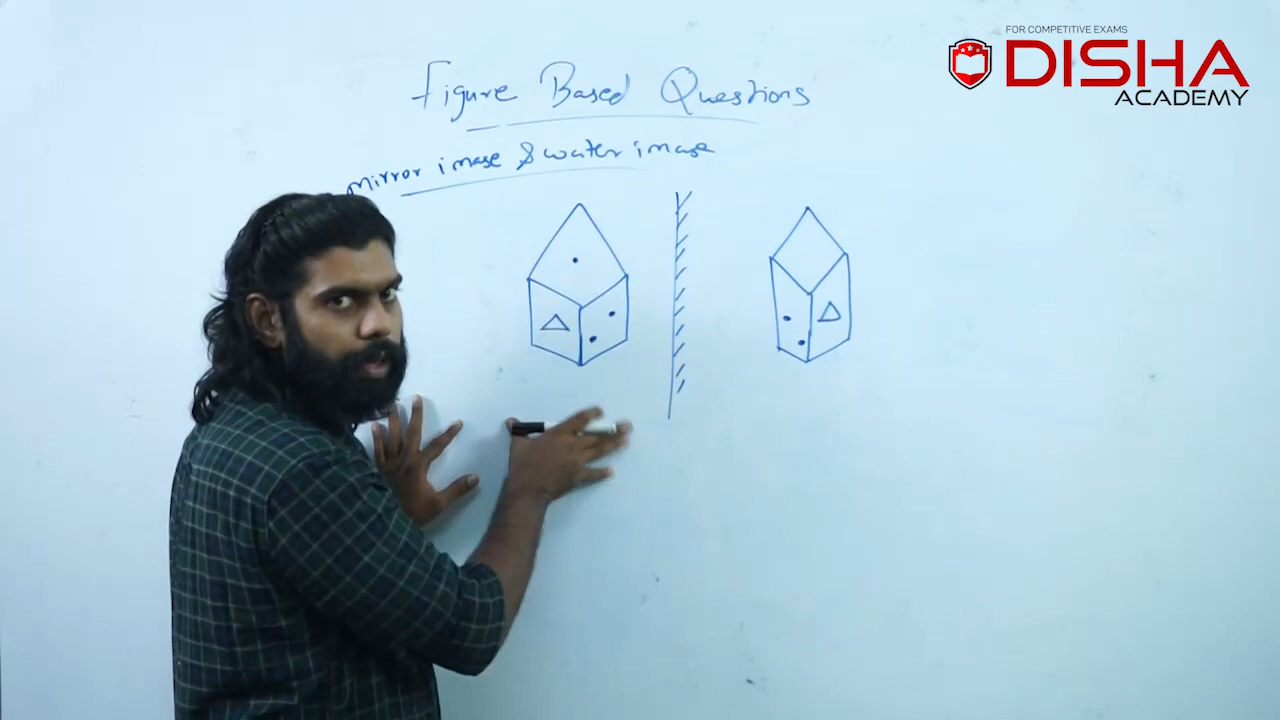 FOR COMPETITIVE EXAMS
DISHA
ACADEMY
Figure Based Questions
mirror image & water image